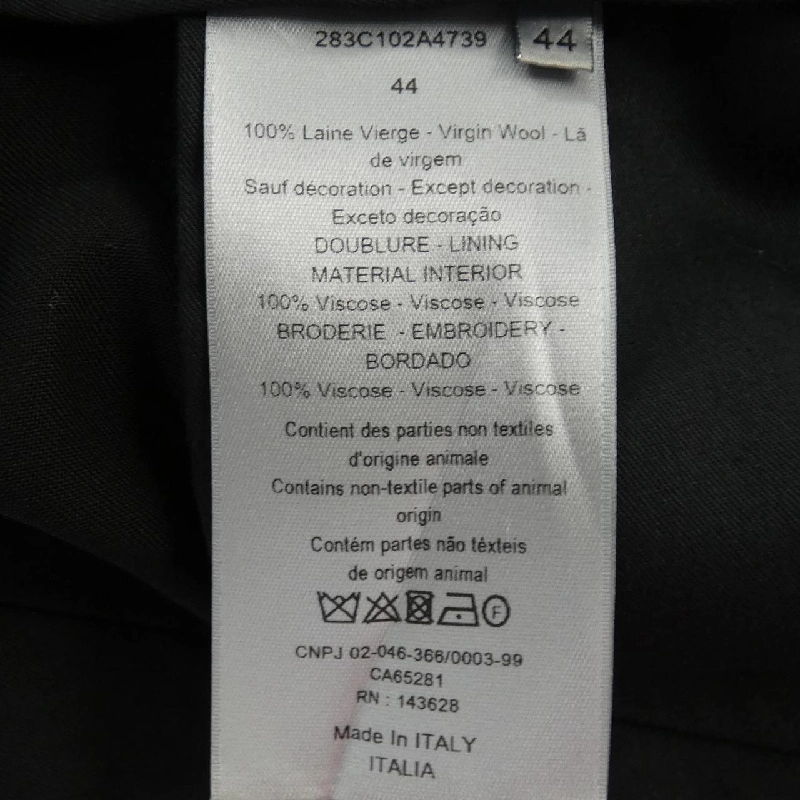 283C102A4739
44
44
100% Laine Vierge - Virgin Wool - Lã
de virgem
Sauf décoration - Except decoration -
Exceto decoração
DOUBLURE - LINING
MATERIAL INTERIOR
100% Viscose - Viscose - Viscose
BRODERIE - EMBROIDERY -
BORDADO
100% Viscose - Viscose - Viscose
Contient des parties non textiles
d'origine animale
Contains non-textile parts of animal
origin
Contém partes não têxteis
de origem animal
F
CNPJ 02-046-366/0003-99
CA65281
RN : 143628
Made In ITALY
ITALIA